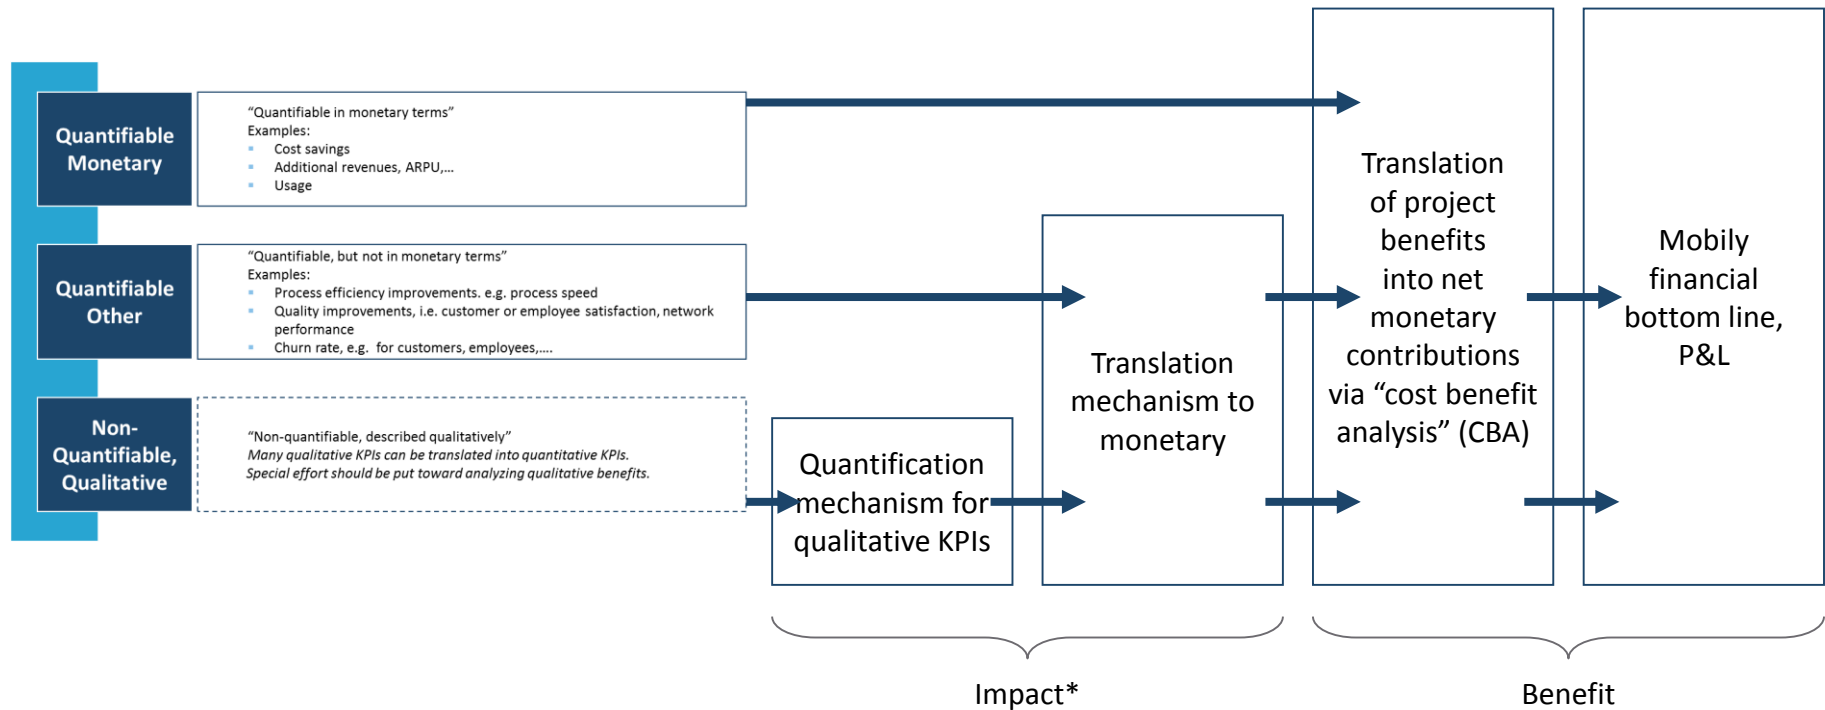 Quantifiable
Monetary
“Quantifiable in monetary terms”
Examples:
Cost savings
Additional revenues, ARPU,...
Usage
Quantifiable
Other
“Quantifiable, but not in monetary terms”
Examples:
Process efficiency improvements. e.g. process speed
Quality improvements, i.e. customer or employee satisfaction, network
performance
Churn rate, e.g. for customers, employees,....
Non-
Quantifiable,
Qualitative
“Non-quantifiable, described qualitatively”
Many qualitative KPIs can be translated into quantitative KPIs.
Special effort should be put toward analyzing qualitative benefits.
Quantification
mechanism for
qualitative KPIs
Translation
mechanism to
monetary
Translation
of project
benefits
into net
monetary
contributions
via “cost benefit
analysis” (CBA)
Mobily
financial
bottom line,
P&L
Impact*
Benefit